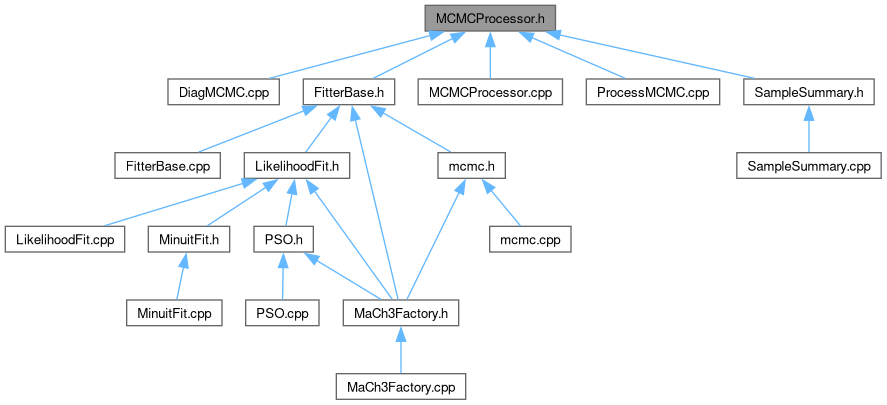 MCMCProcessor.h
DiagMCMC.cpp
FitterBase.h
MCMCProcessor.cpp
ProcessMCMC.cpp
SampleSummary.h
FitterBase.cpp
LikelihoodFit.h
mcmc.h
SampleSummary.cpp
LikelihoodFit.cpp
MinuitFit.h
PSO.h
mcmc.cpp
MinuitFit.cpp
PSO.cpp
MaCh3Factory.h
MaCh3Factory.cpp